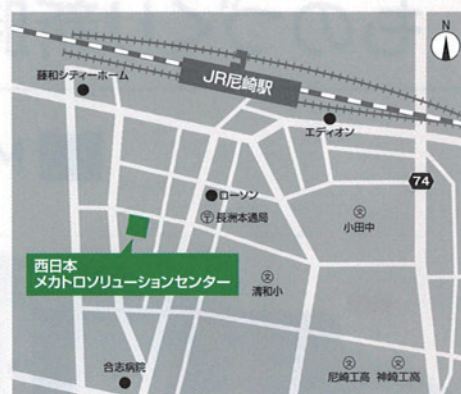 N
JR尼崎駅
藤和シティーホーム
エディオン
74
ローソン
長洲本通局
小田中
西日本
メカトロソリューションセンター
清和小
合志病院
尼崎工高
神崎工高